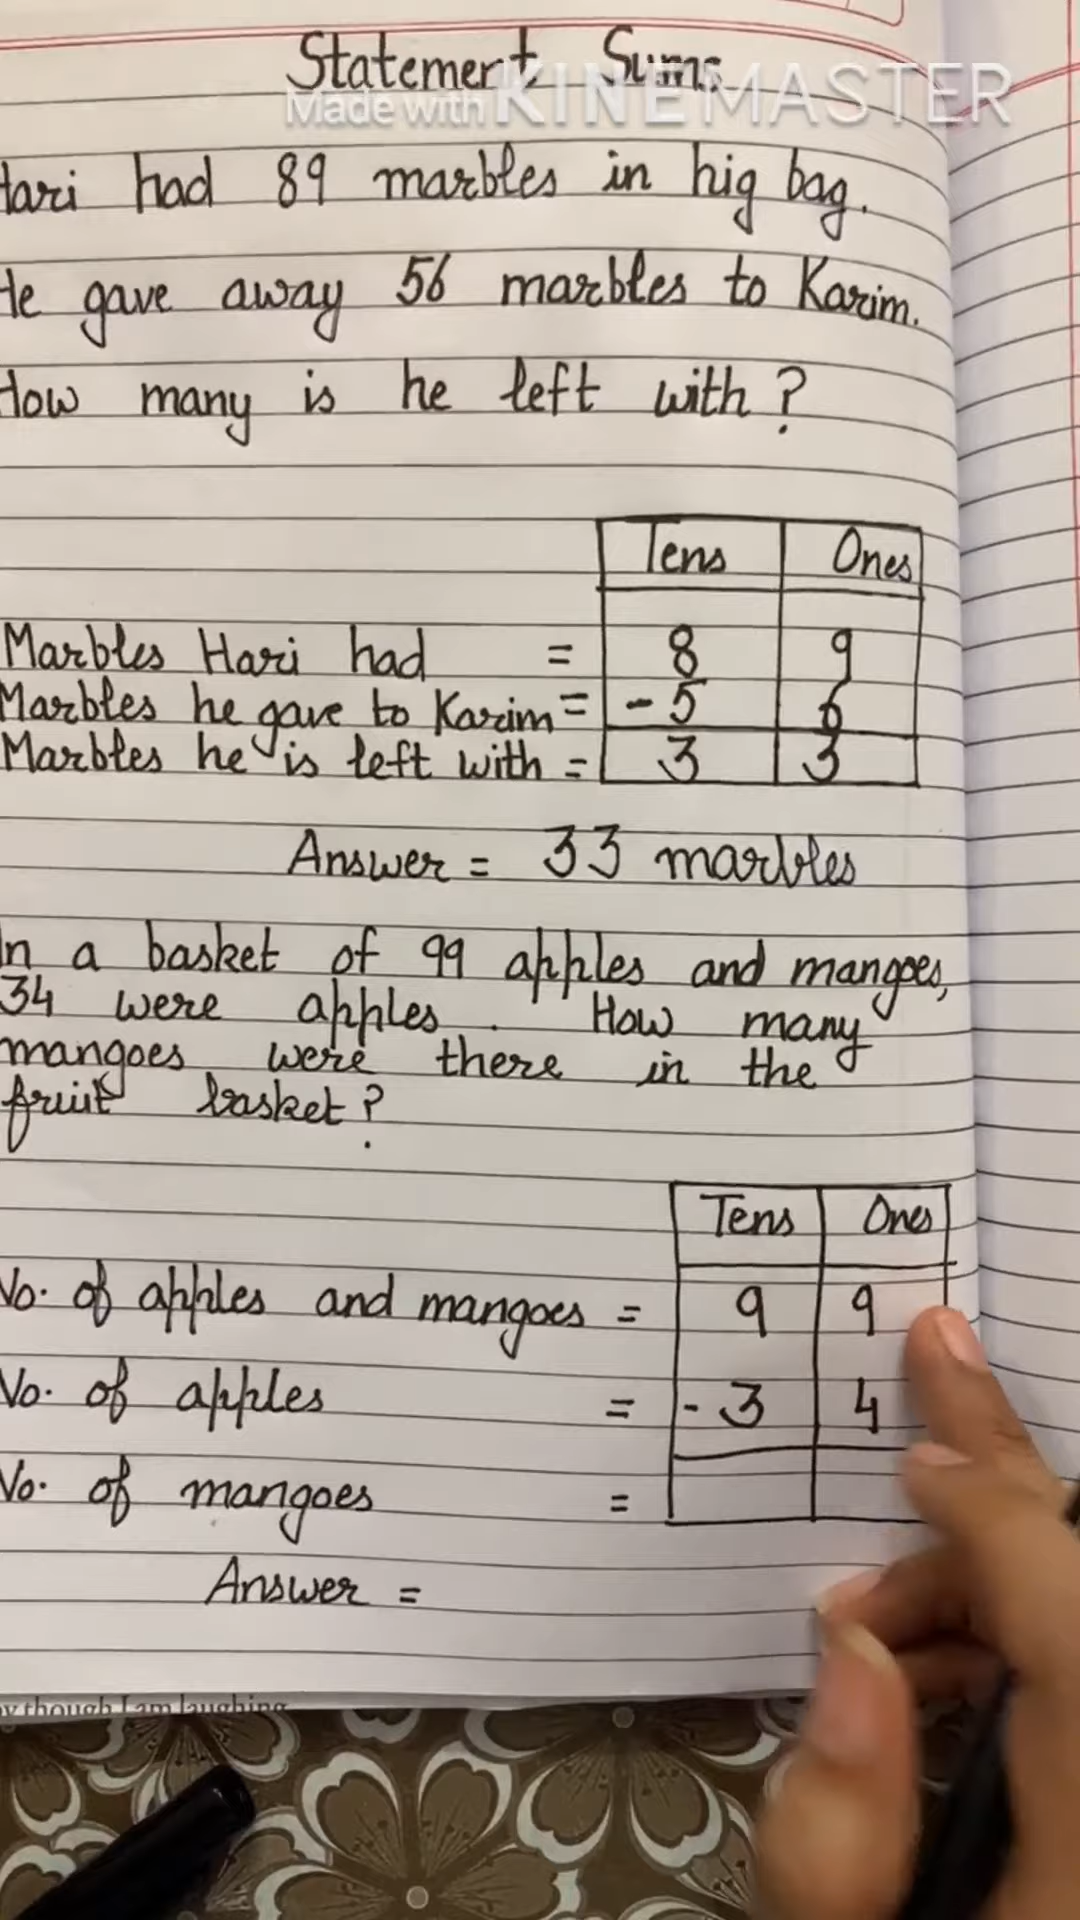 Statement Sums
Made with KINEMASTER
Hari had 89 marbles in hig bag.
He gave away 56 marbles to Karim.
How many is he left with?
Tens Ones
Marbles Hari had = 8 9
Marbles he gave to Karim = - 5 6
Marbles he is left with = 3 3
Answer = 33 marbles
In a basket of 99 apples and mangoes,
34 were apples. How many
mangoes were there in the
fruit basket?
Tens Ones
No. of apples and mangoes = 9 9
No. of apples = - 3 4
No. of mangoes =
Answer =
though I am laughing